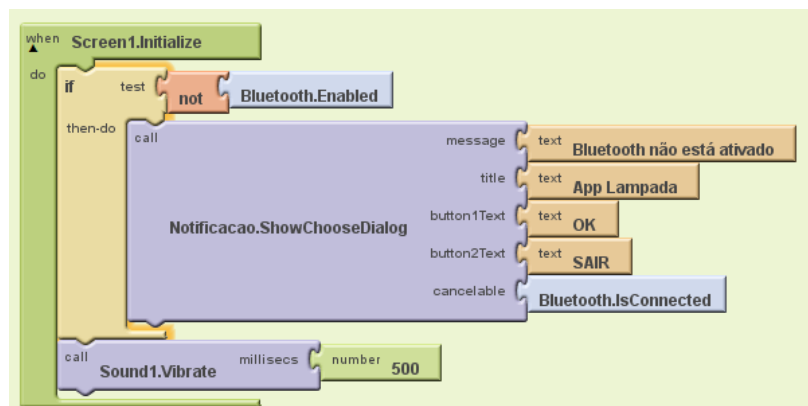 when Screen1.Initialize
do
if test not Bluetooth.Enabled
then-do
call
message text Bluetooth não está ativado
title text App Lampada
Notificacao.ShowChooseDialog
button1Text text OK
button2Text text SAIR
cancelable Bluetooth.IsConnected
call Sound1.Vibrate millisecs number 500